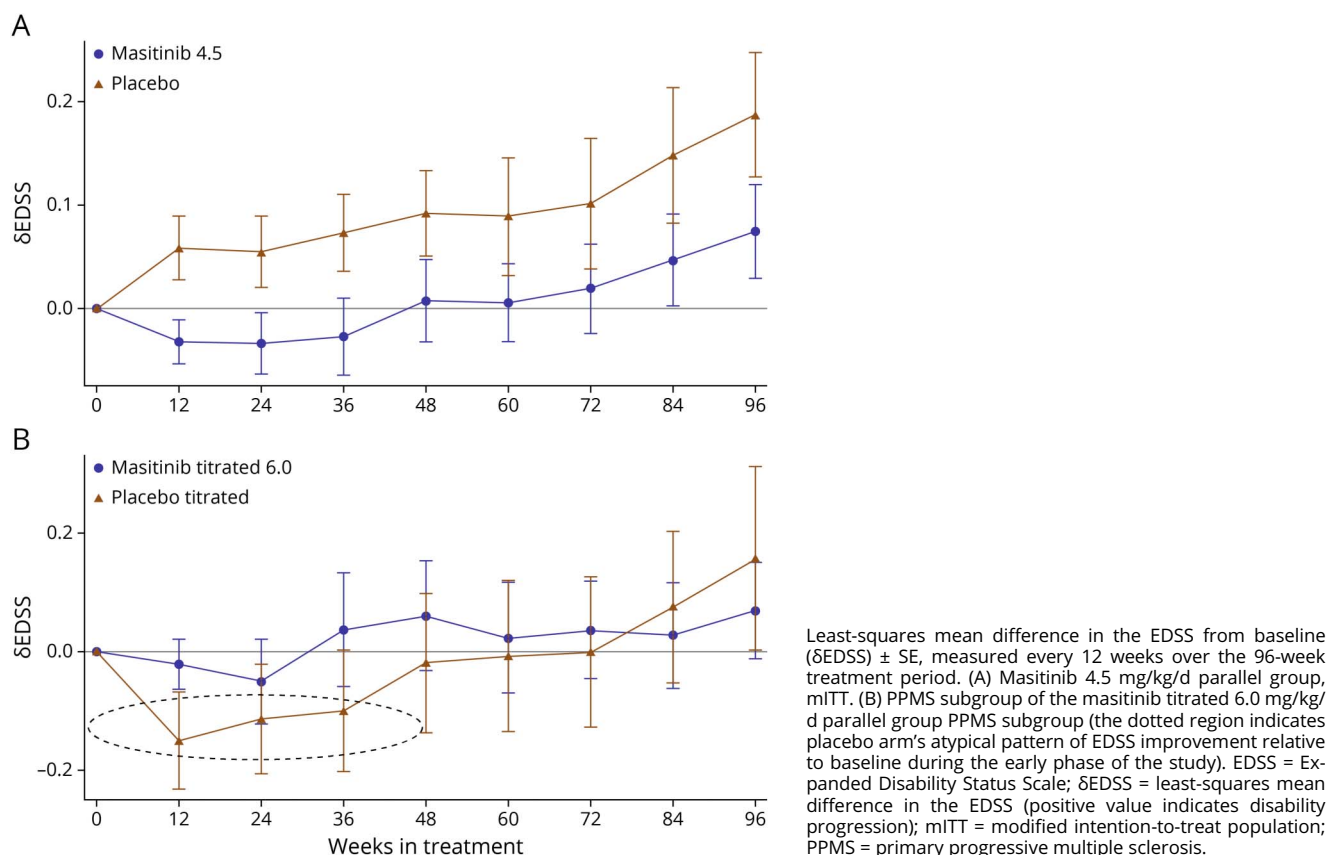 A
Masitinib 4.5
Placebo
0.2
0.1
0.0
δEDSS
0 12 24 36 48 60 72 84 96
B
Masitinib titrated 6.0
Placebo titrated
0.2
0.0
–0.2
δEDSS
0 12 24 36 48 60 72 84 96
Weeks in treatment
Least-squares mean difference in the EDSS from baseline
(δEDSS) ± SE, measured every 12 weeks over the 96-week
treatment period. (A) Masitinib 4.5 mg/kg/d parallel group,
mITT. (B) PPMS subgroup of the masitinib titrated 6.0 mg/kg/
d parallel group PPMS subgroup (the dotted region indicates
placebo arm’s atypical pattern of EDSS improvement relative
to baseline during the early phase of the study). EDSS = Ex-
panded Disability Status Scale; δEDSS = least-squares mean
difference in the EDSS (positive value indicates disability
progression); mITT = modified intention-to-treat population;
PPMS = primary progressive multiple sclerosis.